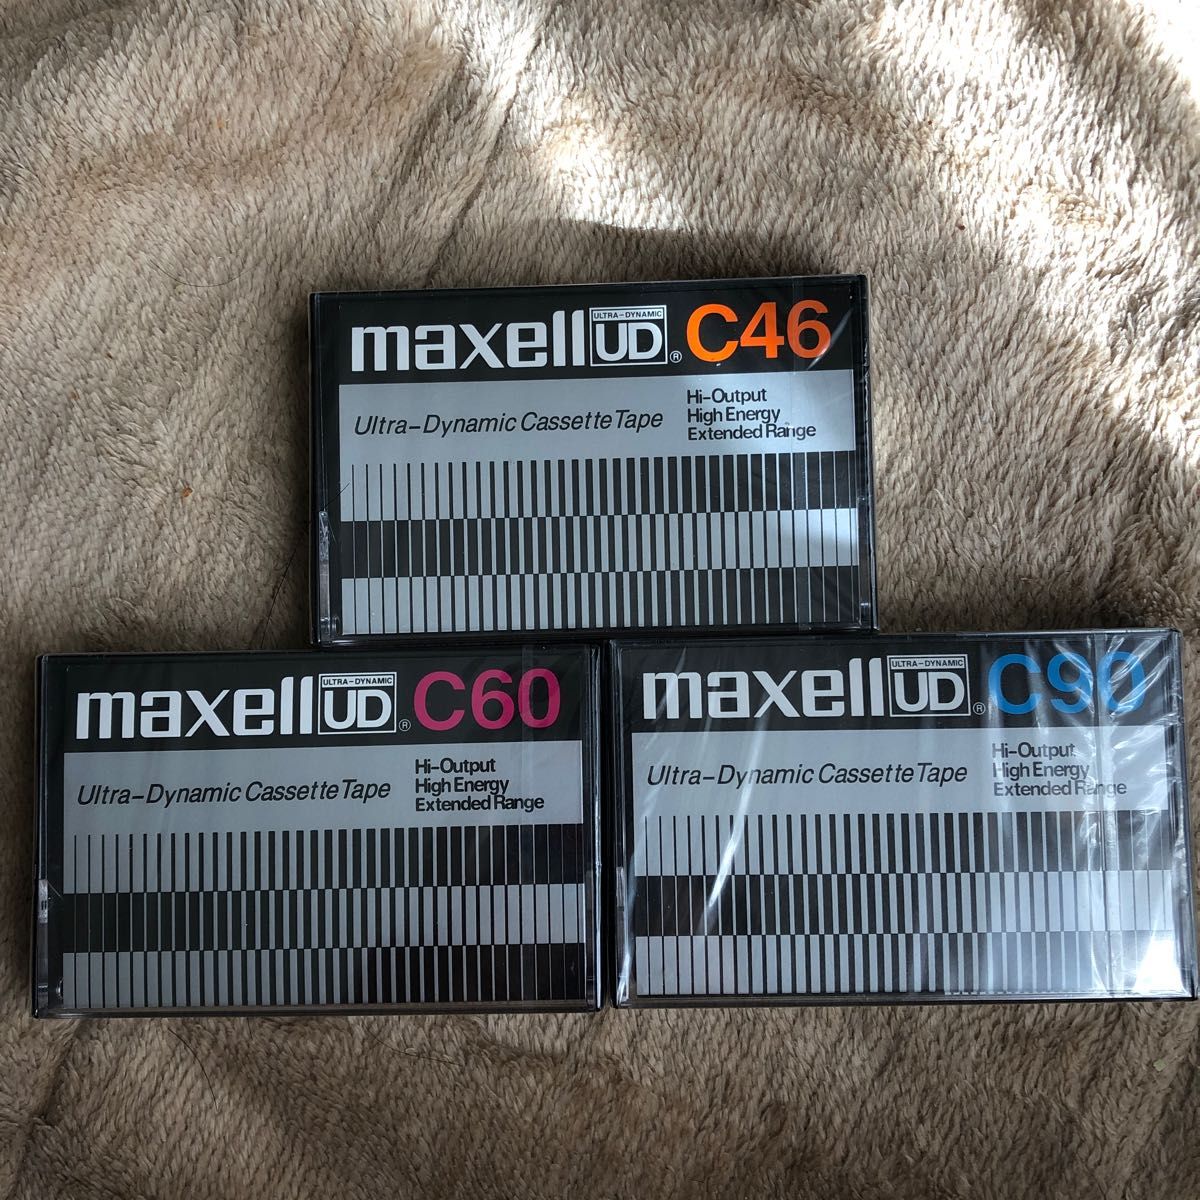 maxell ULTRA-DYNAMIC UD® C46
Ultra-Dynamic Cassette Tape
Hi-Output
High Energy
Extended Range
maxell ULTRA-DYNAMIC UD® C60
Ultra-Dynamic Cassette Tape
Hi-Output
High Energy
Extended Range
maxell ULTRA-DYNAMIC UD® C90
Ultra-Dynamic Cassette Tape
Hi-Output
High Energy
Extended Range